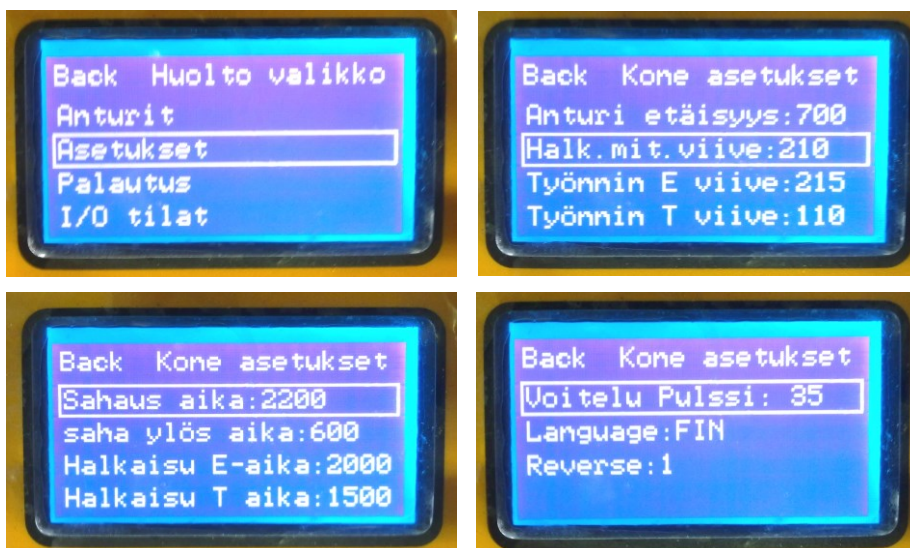 Back Huolto valikko
Anturit
Asetukset
Palautus
I/O tilat
Back Kone asetukset
Anturi etäisyys:700
Halk.mit.viive:210
Työnnin E viive:215
Työnnin T viive:110
Back Kone asetukset
Sahaus aika:2200
saha ylös aika:600
Halkaisu E-aika:2000
Halkaisu T aika:1500
Back Kone asetukset
Voitelu Pulssi: 35
Language:FIN
Reverse:1